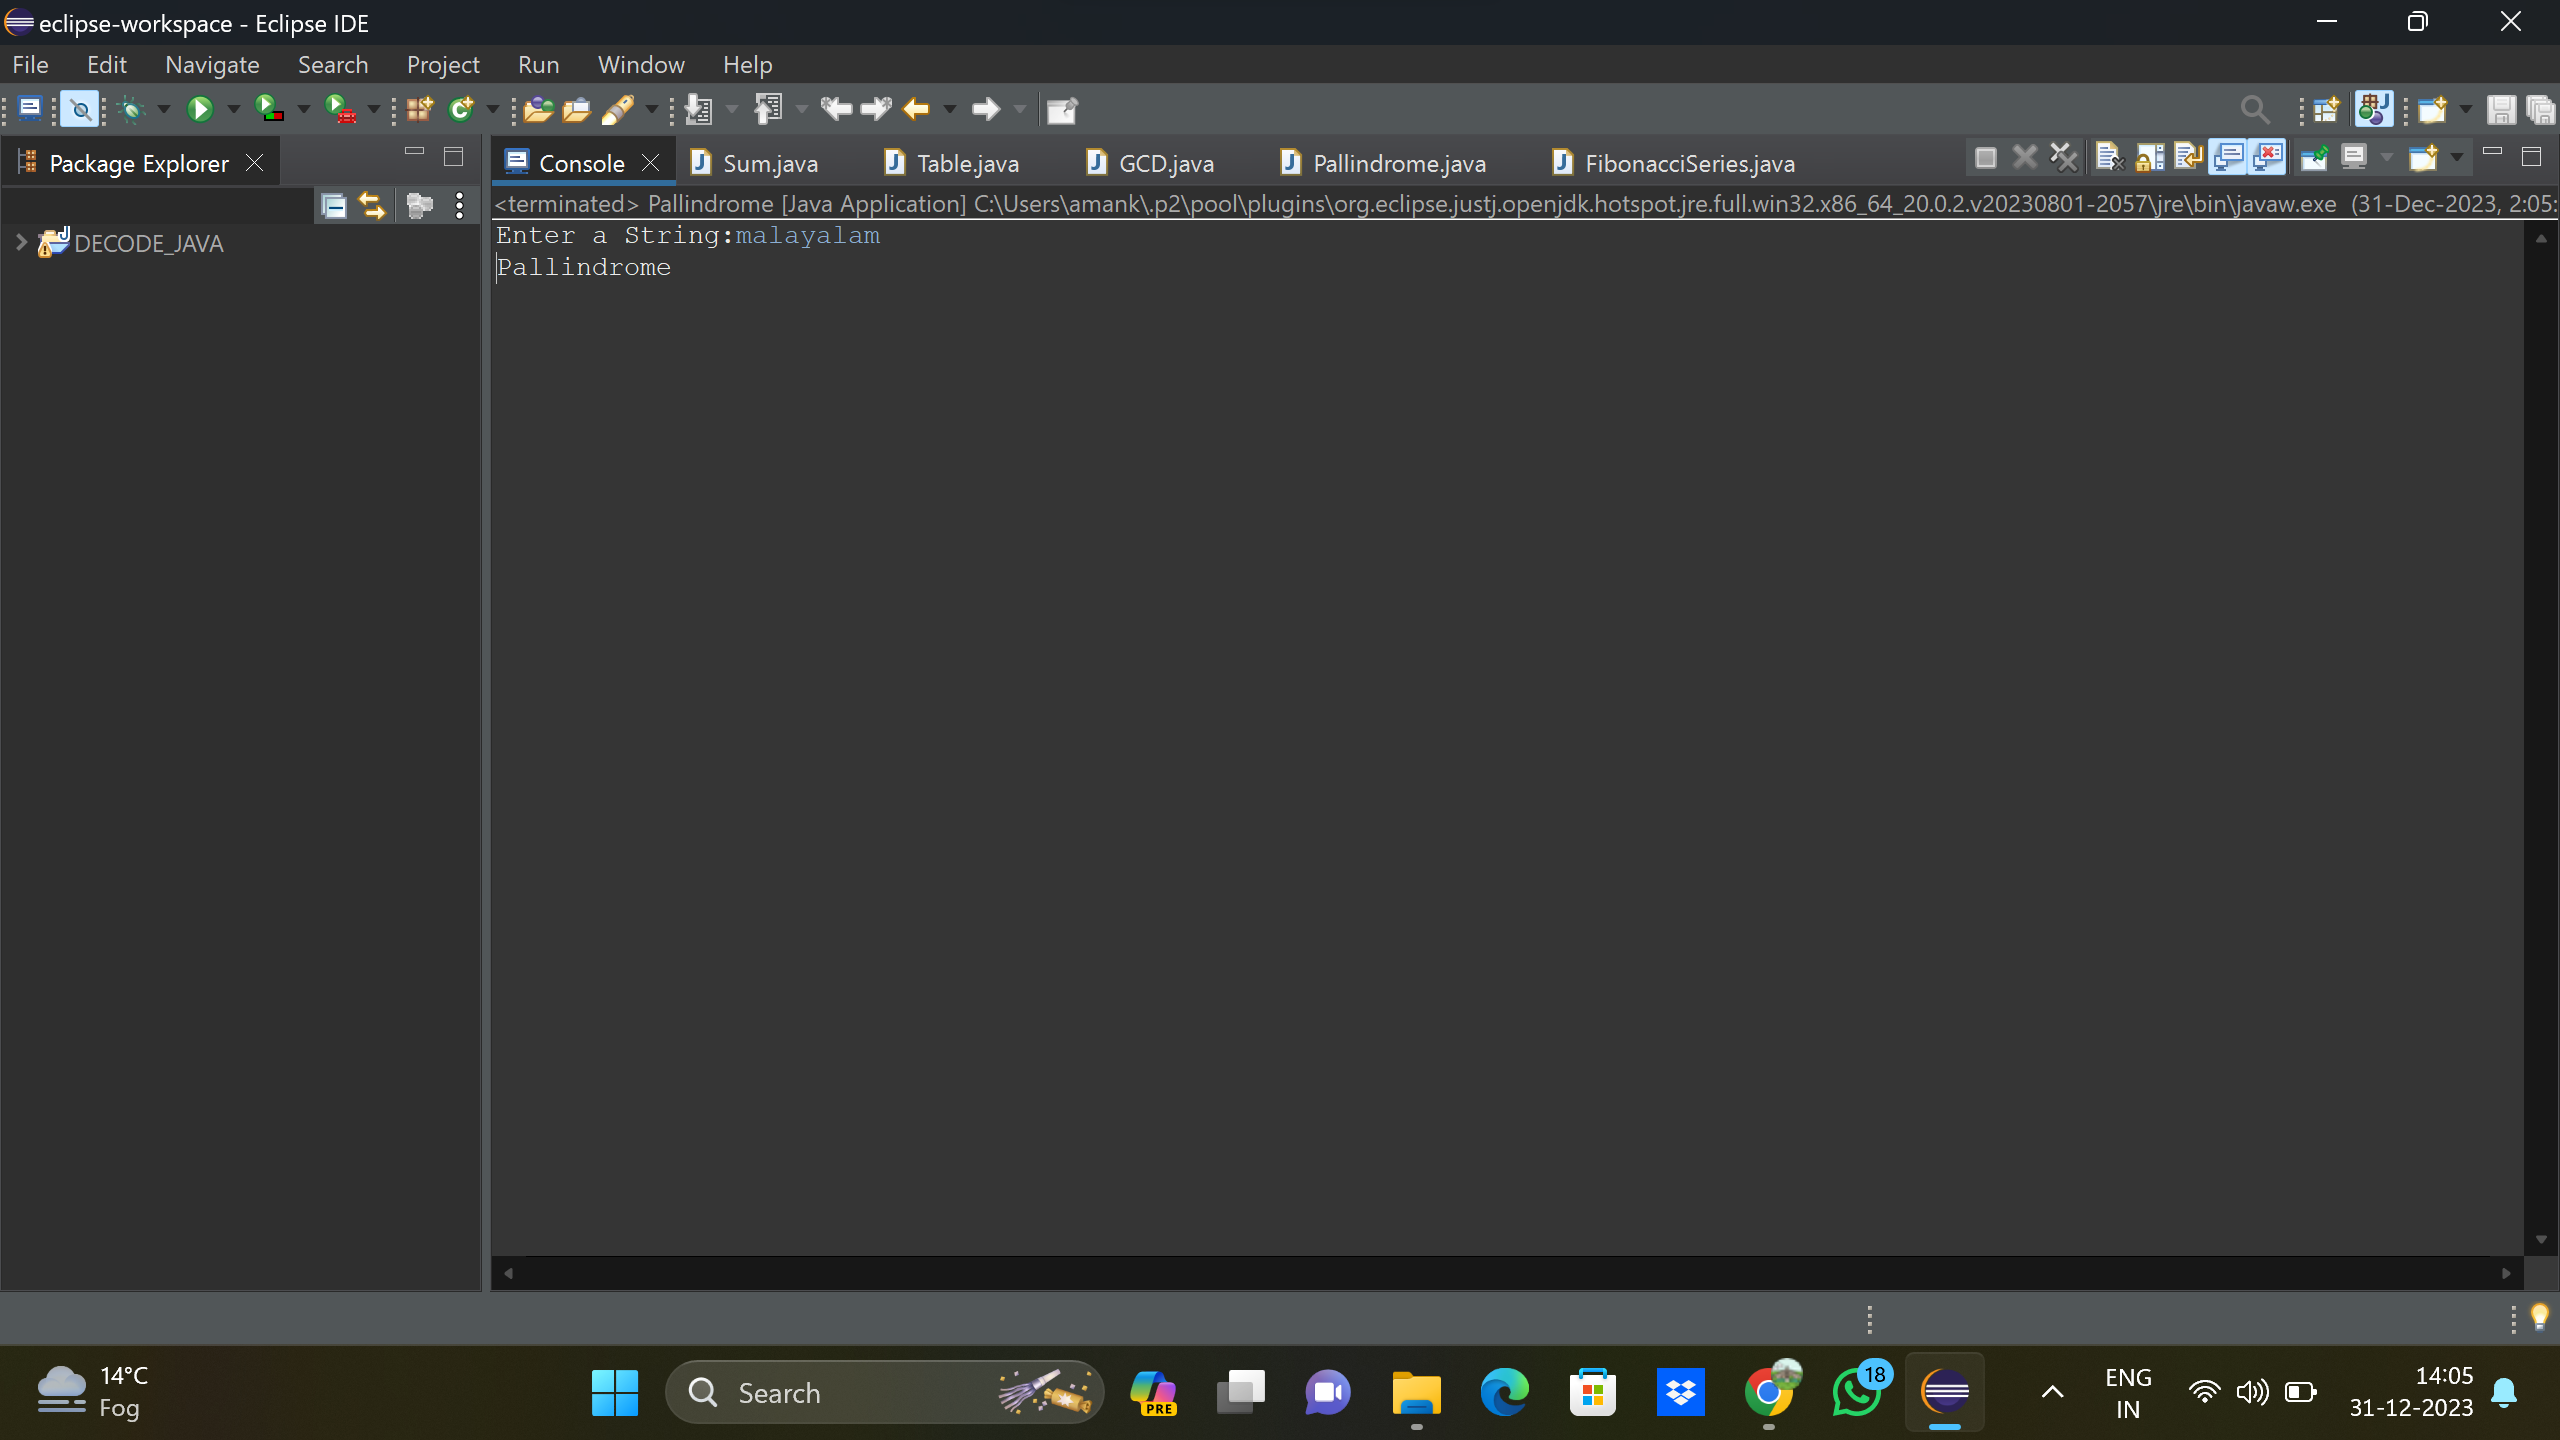 eclipse-workspace - Eclipse IDE
File Edit Navigate Search Project Run Window Help
Package Explorer
Console Sum.java Table.java GCD.java Pallindrome.java FibonacciSeries.java
<terminated> Pallindrome [Java Application] C:\Users\amank\.p2\pool\plugins\org.eclipse.justj.openjdk.hotspot.jre.full.win32.x86_64_20.0.2.v20230801-2057\jre\bin\javaw.exe (31-Dec-2023, 2:05:
DECODE_JAVA
Enter a String:malayalam
Pallindrome
14°C
Fog
Search
PRE
18
ENG
IN
14:05
31-12-2023